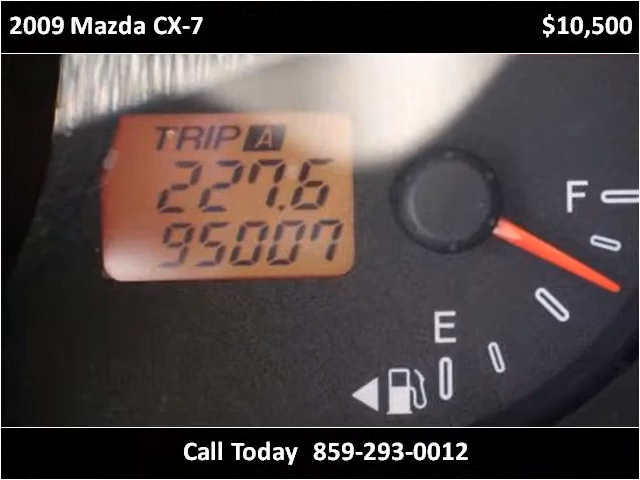 2009 Mazda CX-7 $10,500
TRIP A
227.6
95007
F
E
Call Today 859-293-0012